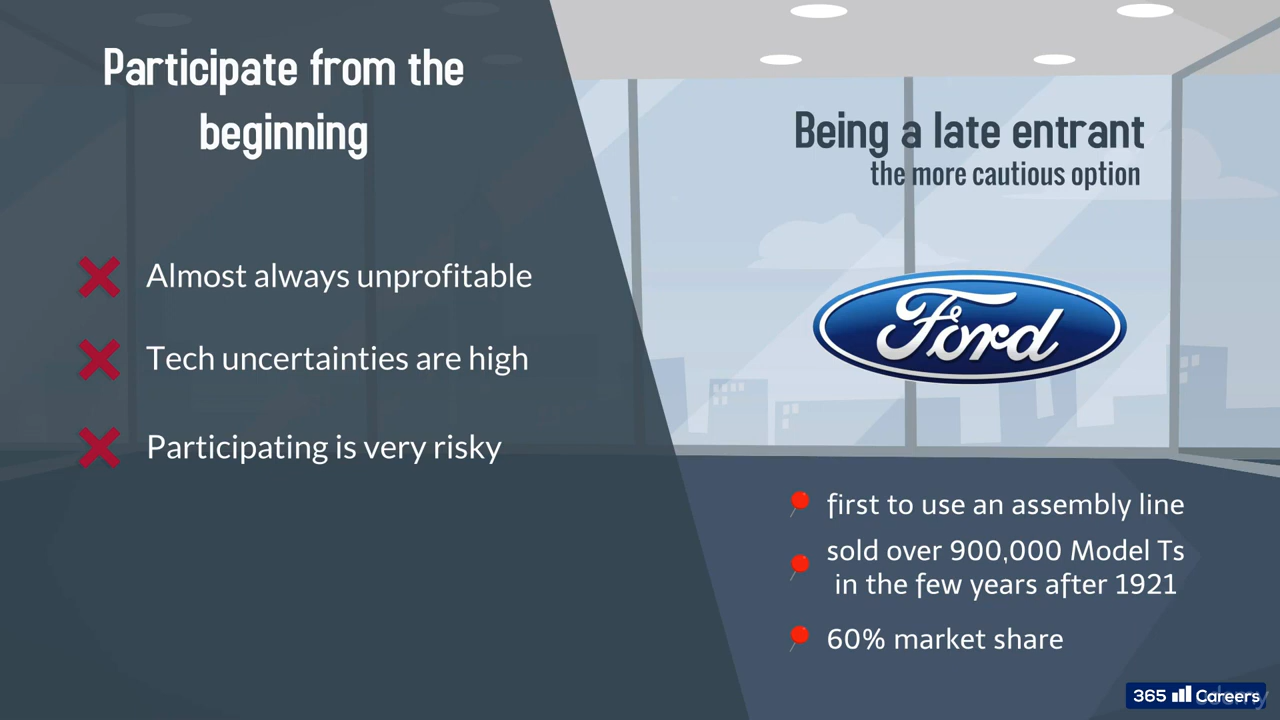 Participate from the
beginning
Almost always unprofitable
Tech uncertainties are high
Participating is very risky
Being a late entrant
the more cautious option
Ford
first to use an assembly line
sold over 900,000 Model Ts
in the few years after 1921
60% market share
365 Careers
udemy